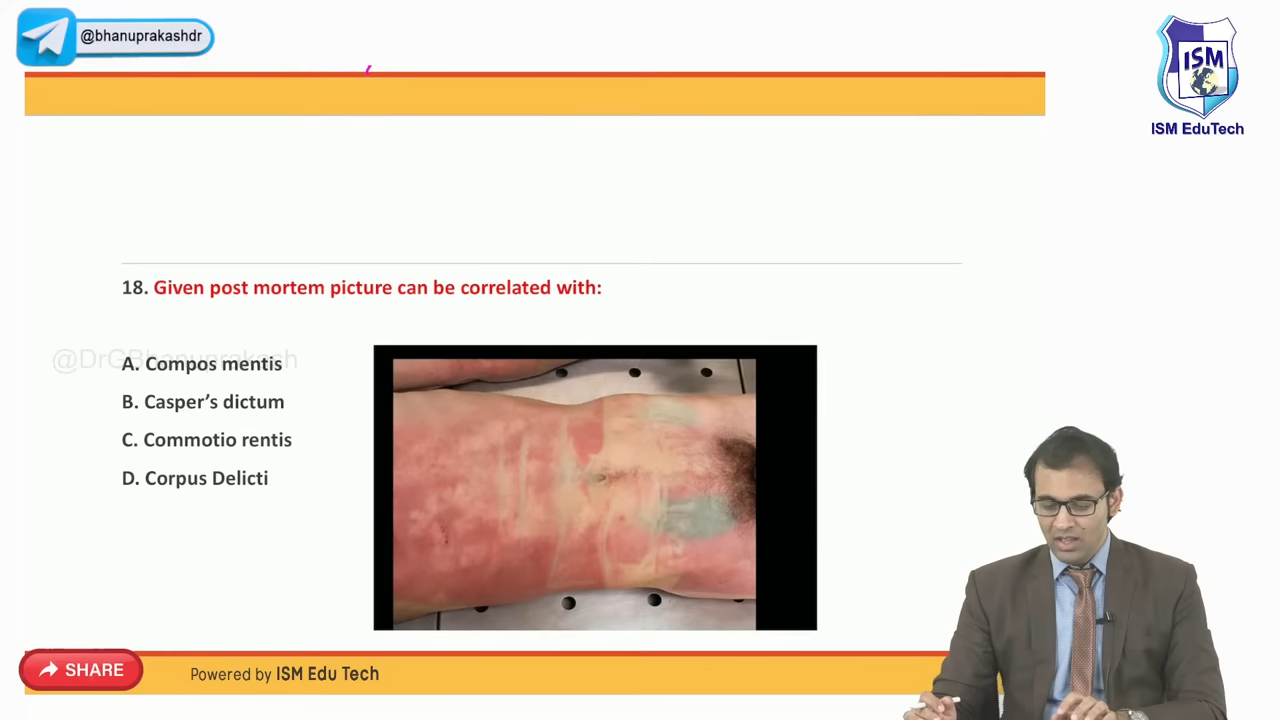 @bhanuprakashdr
ISM
ISM EduTech
18. Given post mortem picture can be correlated with:
@DrGBhanuprakash
A. Compos mentis
B. Casper's dictum
C. Commotio rentis
D. Corpus Delicti
SHARE
Powered by ISM Edu Tech